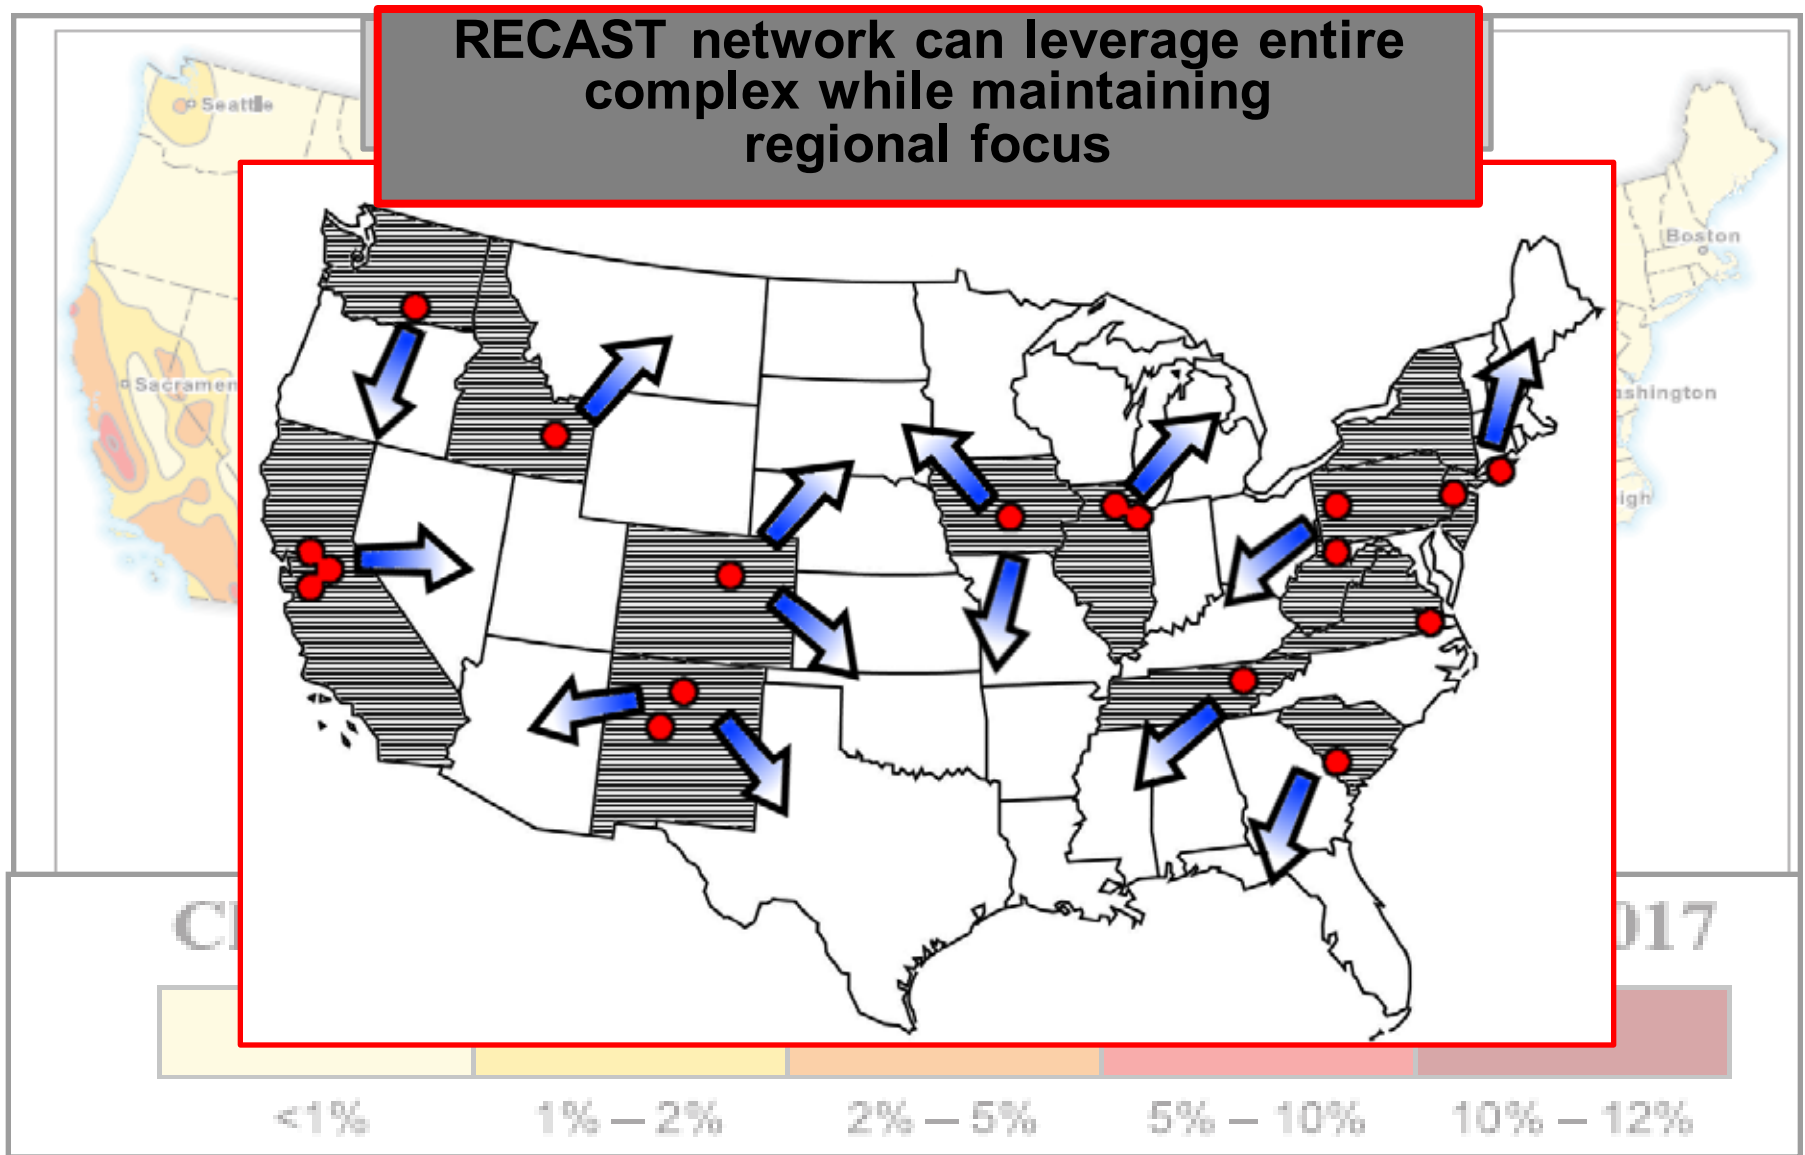 RECAST network can leverage entire
complex while maintaining
regional focus
Seattle
Boston
Sacramen
ashington
igh
017
<1%
1% – 2%
2% – 5%
5% – 10%
10% – 12%